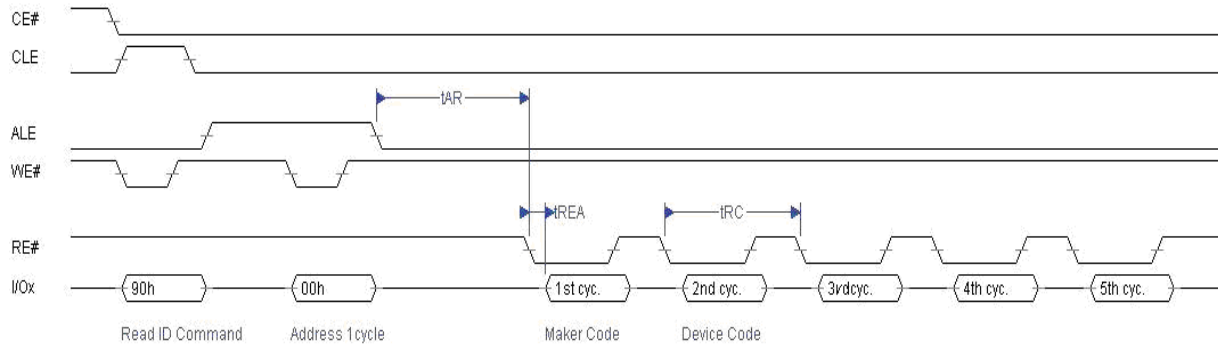 CE#
CLE
tAR
ALE
WE#
tREA
tRC
RE#
I/Ox
90h
00h
1st cyc.
2nd cyc.
3vdcyc.
4th cyc.
5th cyc.
Read ID Command
Address 1cycle
Maker Code
Device Code